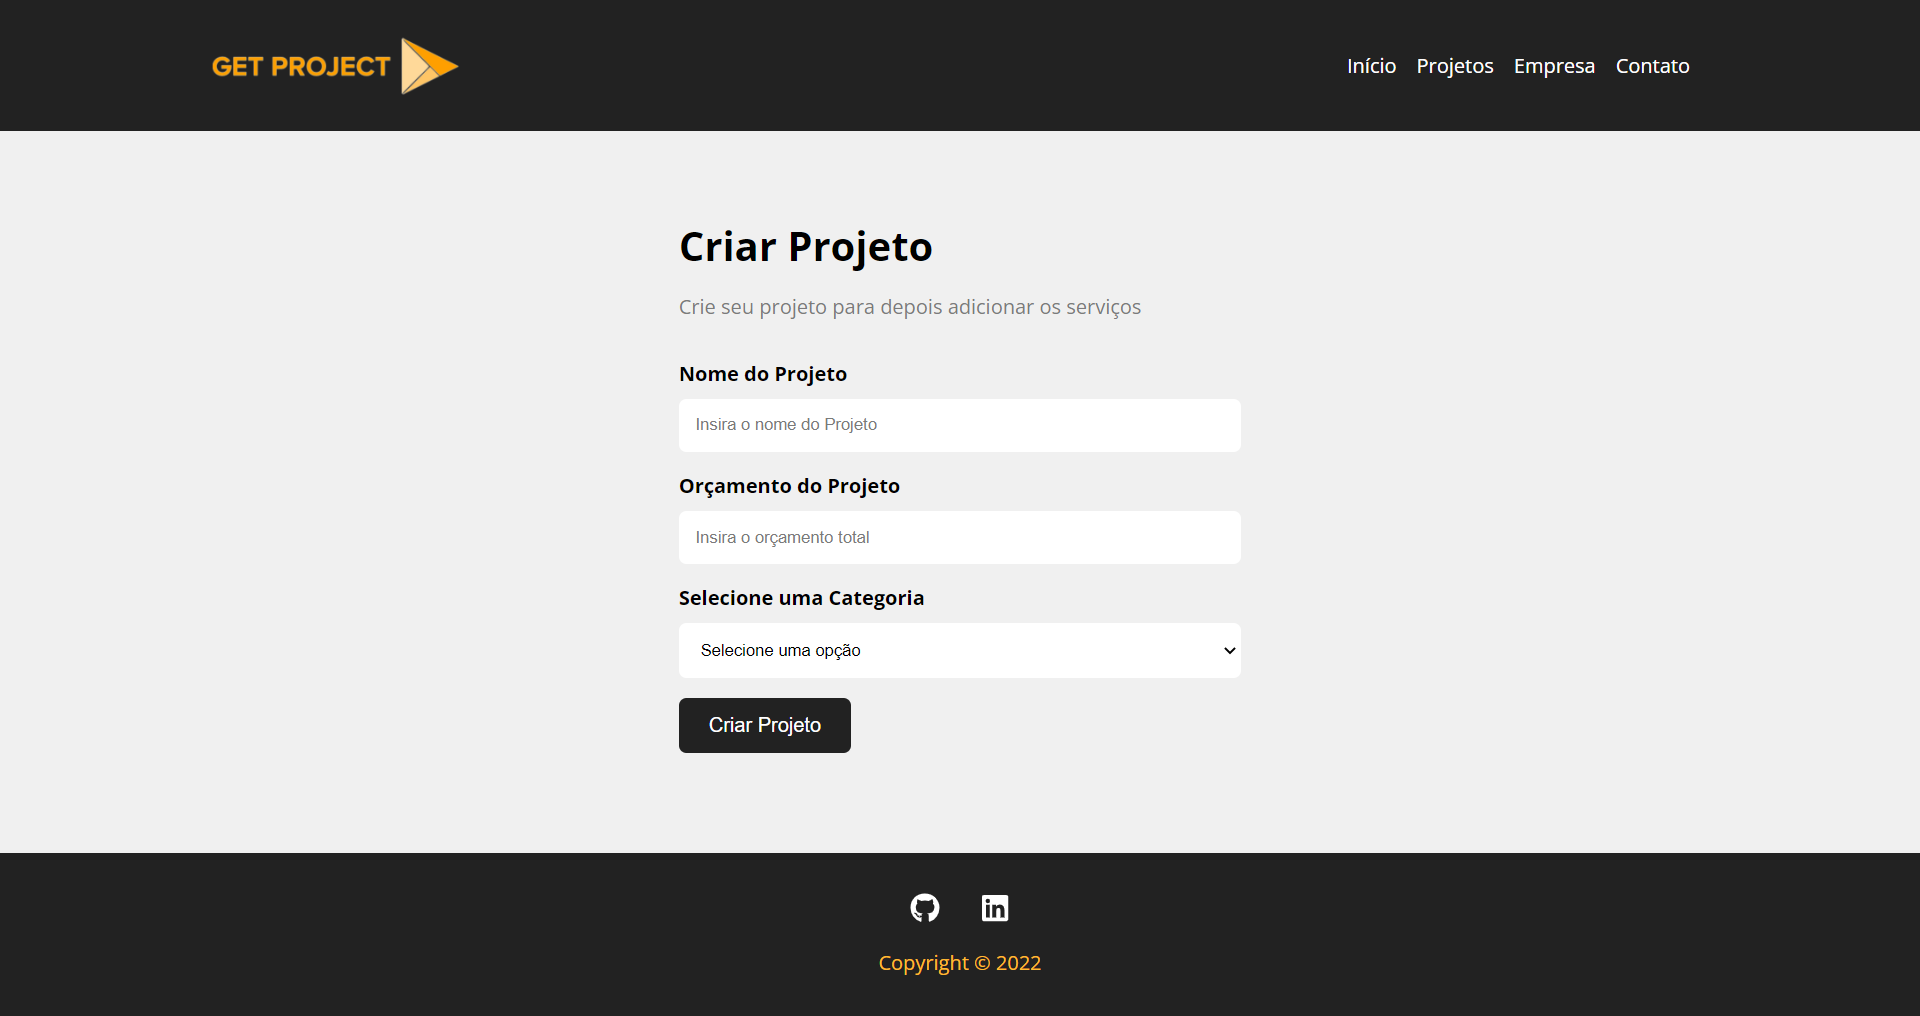 GET PROJECT
Início Projetos Empresa Contato
Criar Projeto
Crie seu projeto para depois adicionar os serviços
Nome do Projeto
Insira o nome do Projeto
Orçamento do Projeto
Insira o orçamento total
Selecione uma Categoria
Selecione uma opção
Criar Projeto
in
Copyright © 2022